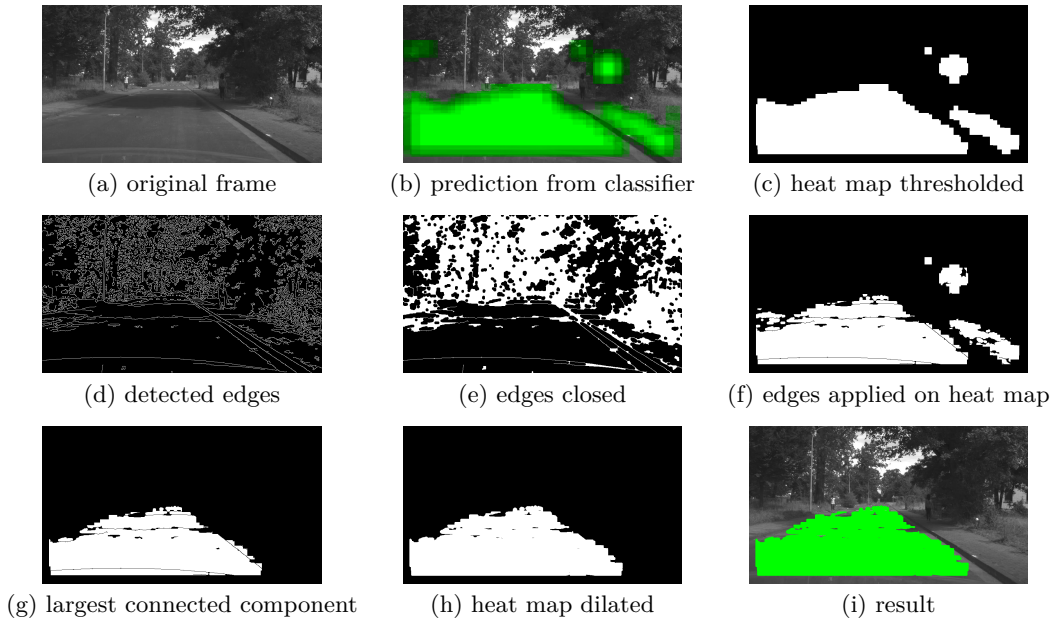 (a) original frame
(b) prediction from classifier
(c) heat map thresholded
(d) detected edges
(e) edges closed
(f) edges applied on heat map
(g) largest connected component
(h) heat map dilated
(i) result